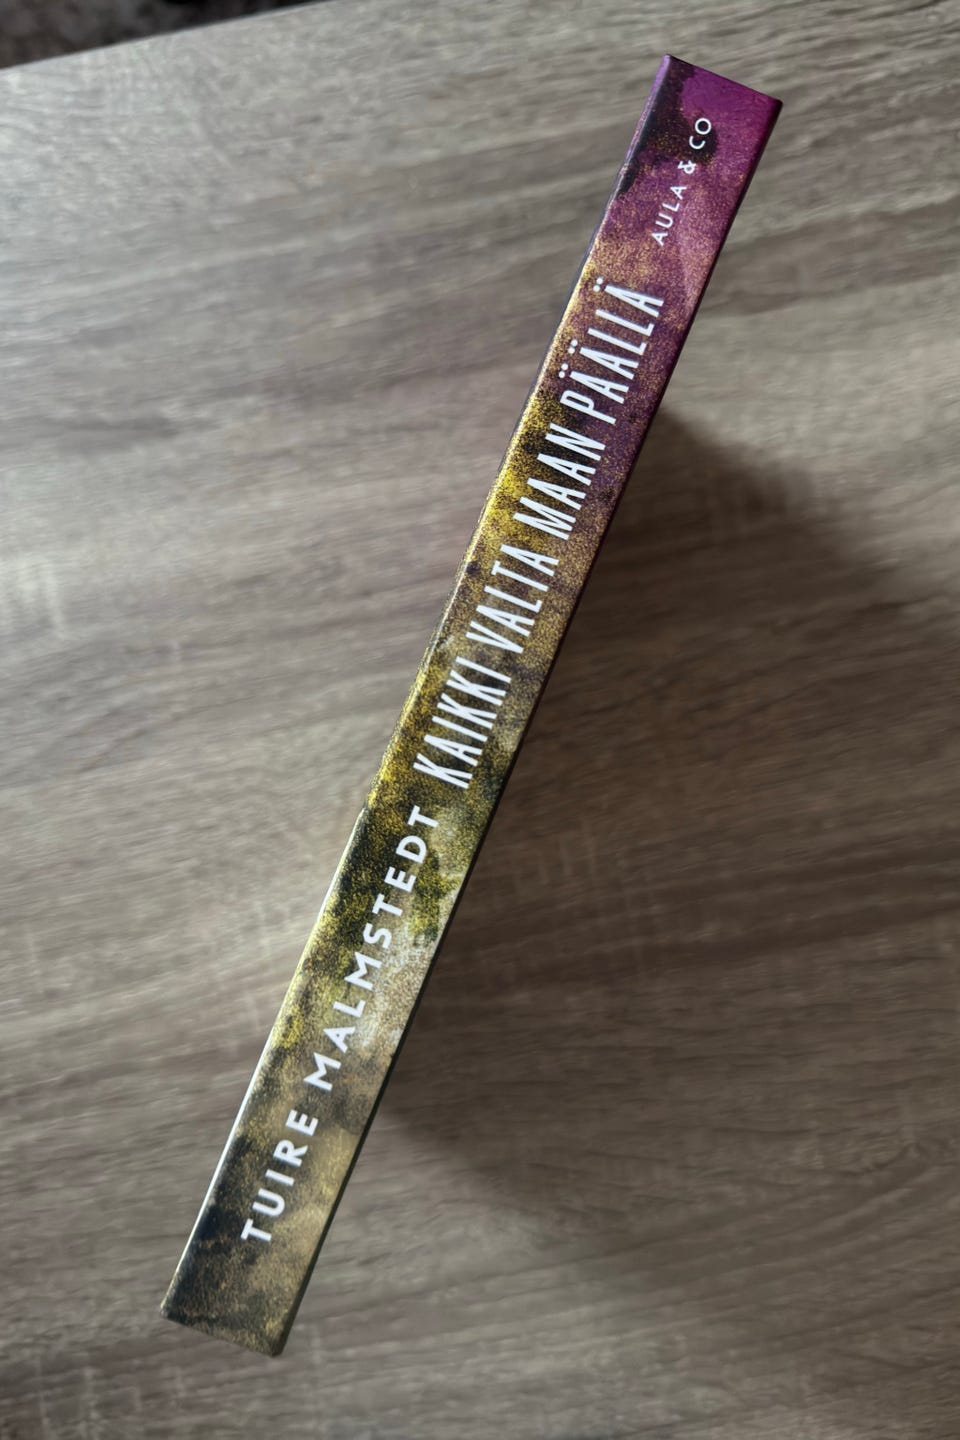 TUIRE MALMSTEDT KAIKKI VALTA MAAN PÄÄLLÄ AULA & CO